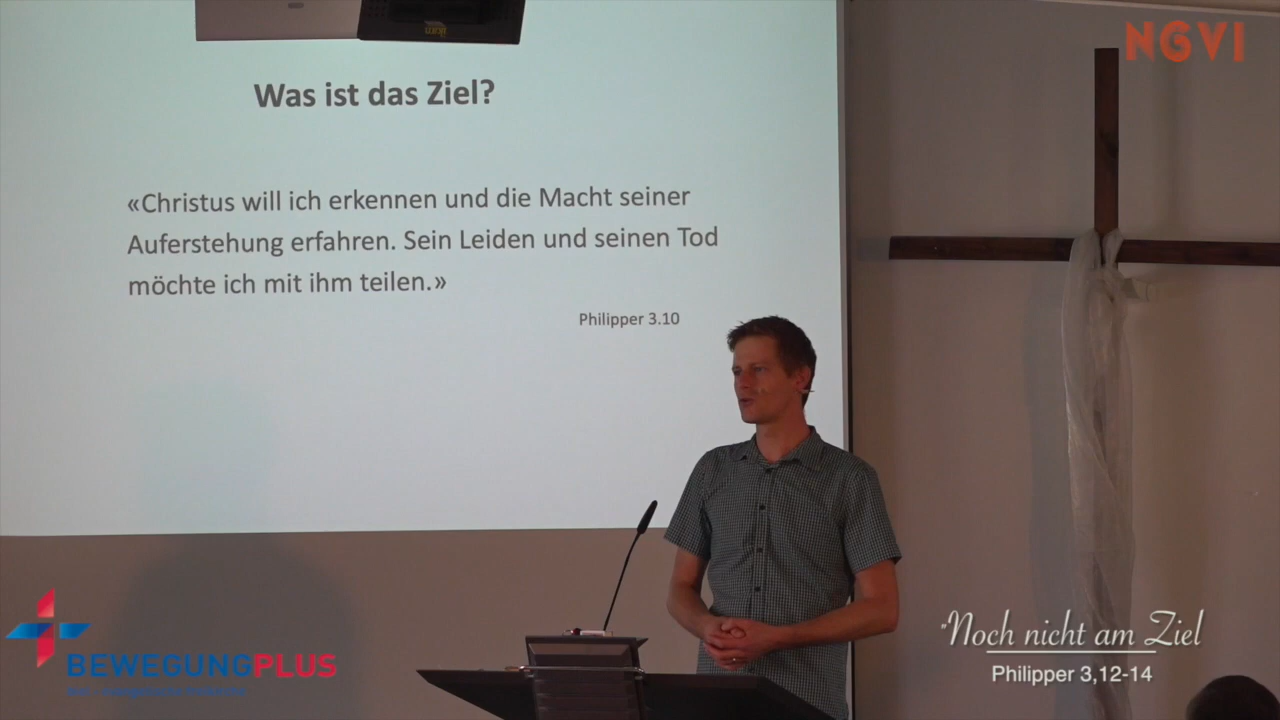 NGVI
Was ist das Ziel?
«Christus will ich erkennen und die Macht seiner
Auferstehung erfahren. Sein Leiden und seinen Tod
möchte ich mit ihm teilen.»
Philipper 3.10
"Noch nicht am Ziel
Philipper 3,12-14
BEWEGUNGPLUS